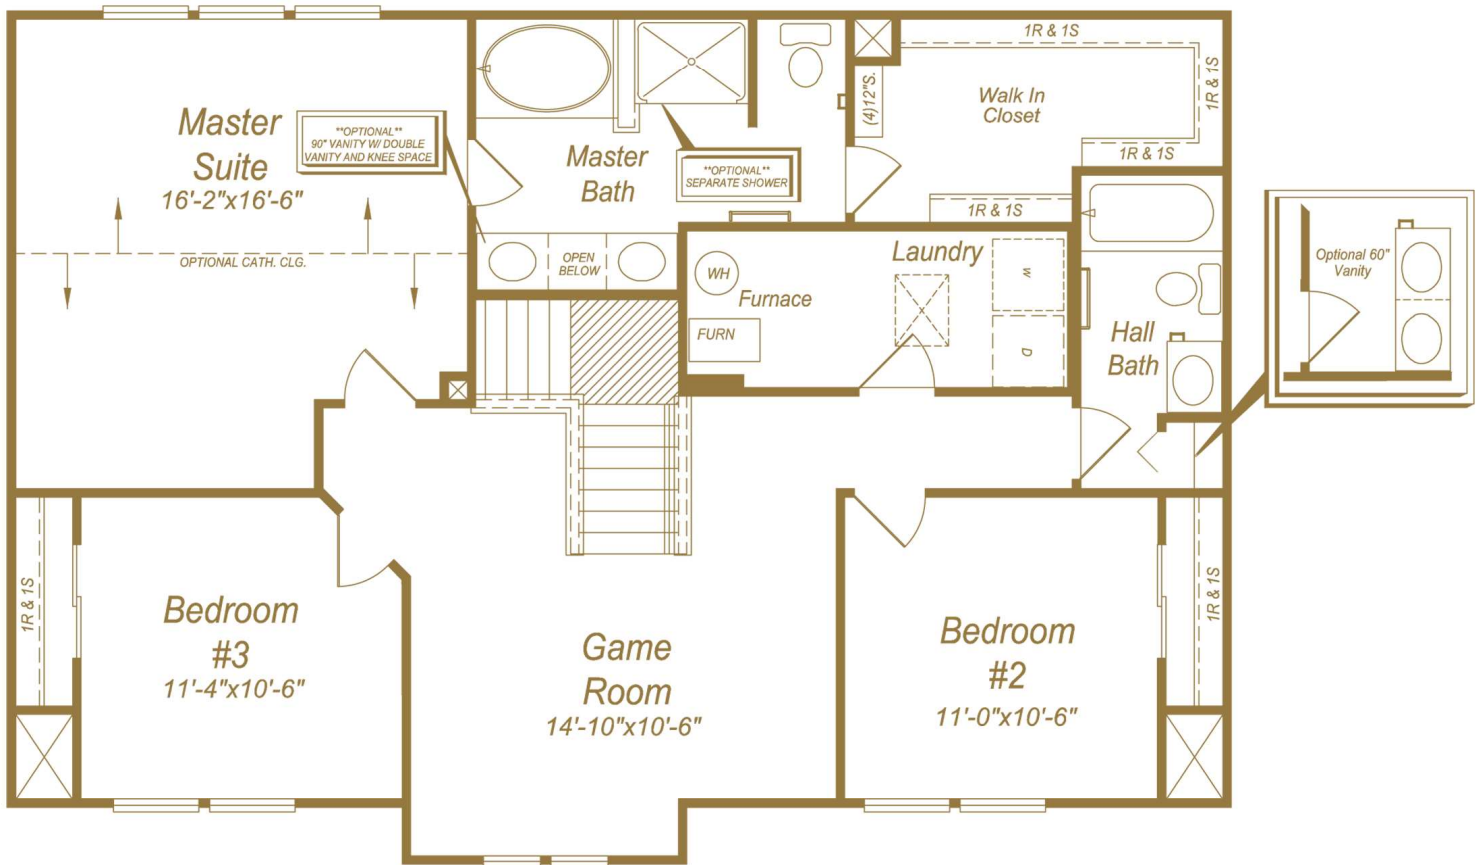 1R & 1S
1R & 1S
(4)12"S.
Walk In
Closet
1R & 1S
1R & 1S
Master
Suite
16'-2"x16'-6"
**OPTIONAL**
90" VANITY W/ DOUBLE
VANITY AND KNEE SPACE
Master
Bath
**OPTIONAL**
SEPARATE SHOWER
OPTIONAL CATH. CLG.
OPEN
BELOW
WH
Furnace
FURN
Laundry
W
D
Hall
Bath
Optional 60"
Vanity
1R & 1S
Bedroom
#3
11'-4"x10'-6"
Game
Room
14'-10"x10'-6"
Bedroom
#2
11'-0"x10'-6"
1R & 1S